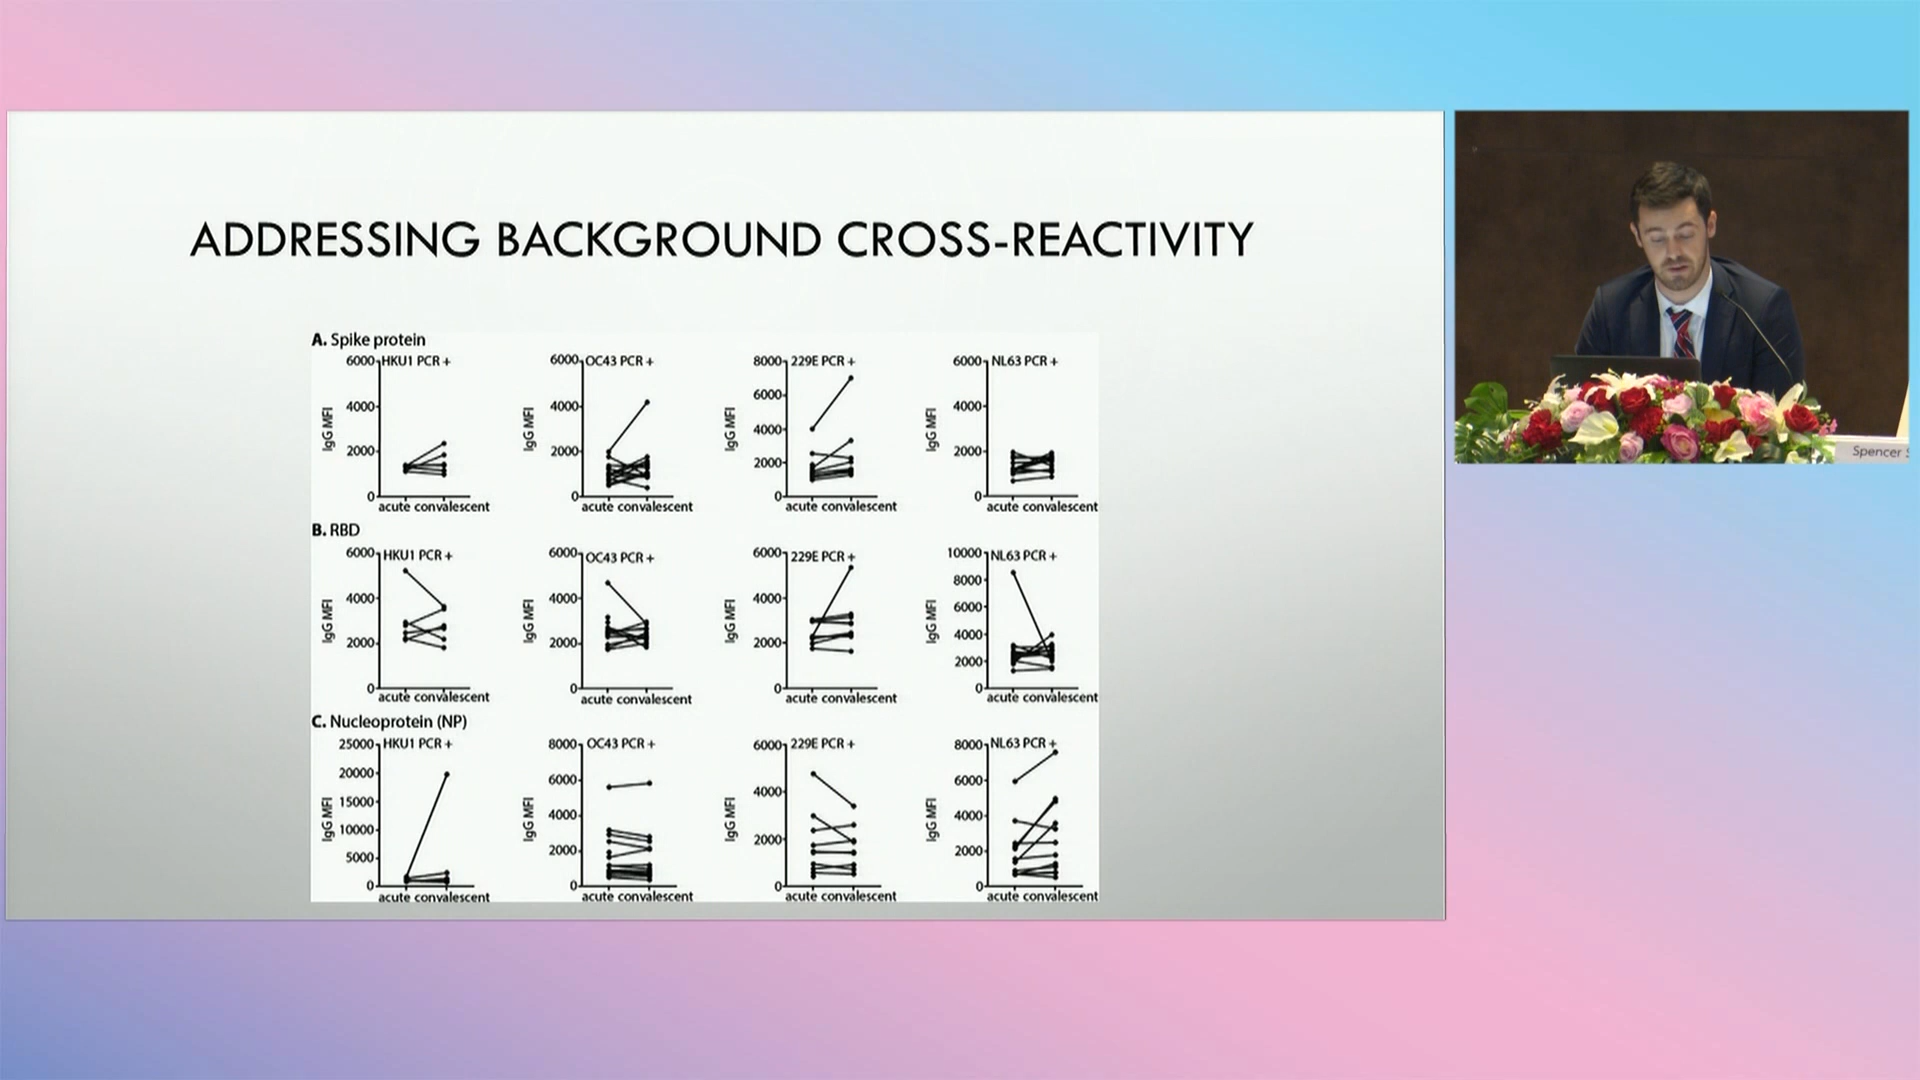 ADDRESSING BACKGROUND CROSS-REACTIVITY
A. Spike protein
HKU1 PCR +
6000
4000
2000
0
IgG MFI
acute convalescent
OC43 PCR +
6000
4000
2000
0
IgG MFI
acute convalescent
229E PCR +
8000
6000
4000
2000
0
IgG MFI
acute convalescent
NL63 PCR +
6000
4000
2000
0
IgG MFI
acute convalescent
B. RBD
HKU1 PCR +
6000
4000
2000
0
IgG MFI
acute convalescent
OC43 PCR +
6000
4000
2000
0
IgG MFI
acute convalescent
229E PCR +
6000
4000
2000
0
IgG MFI
acute convalescent
NL63 PCR +
10000
8000
6000
4000
2000
0
IgG MFI
acute convalescent
C. Nucleoprotein (NP)
HKU1 PCR +
25000
20000
15000
10000
5000
0
IgG MFI
acute convalescent
OC43 PCR +
8000
6000
4000
2000
0
IgG MFI
acute convalescent
229E PCR +
6000
4000
2000
0
IgG MFI
acute convalescent
NL63 PCR +
8000
6000
4000
2000
0
IgG MFI
acute convalescent
Spencer